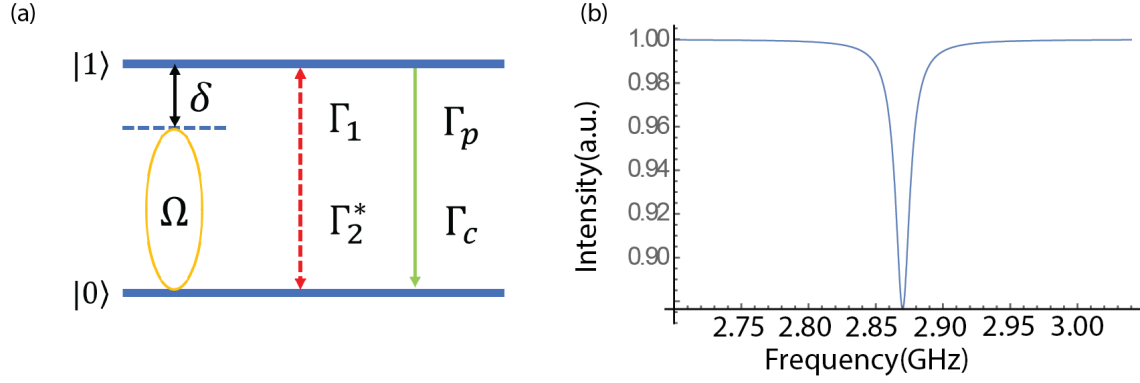 (a)
|1⟩
δ
Ω
Γ₁
Γ₂*
Γₚ
Γ_c
|0⟩
(b)
Intensity(a.u.)
1.00
0.98
0.96
0.94
0.92
0.90
2.75 2.80 2.85 2.90 2.95 3.00
Frequency(GHz)